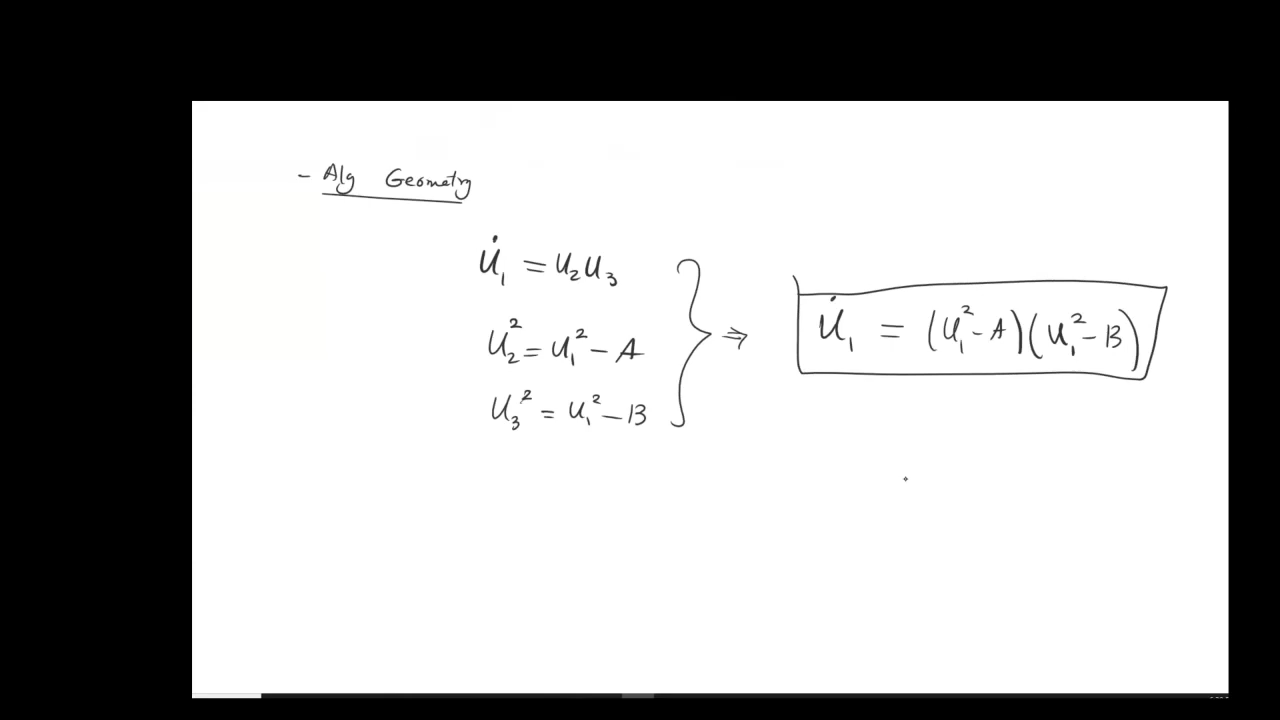 - Alg Geometry
u̇₁ = u₂u₃
u₂² = u₁² - A
u₃² = u₁² - B
⇒ u̇₁ = (u₁² - A)(u₁² - B)